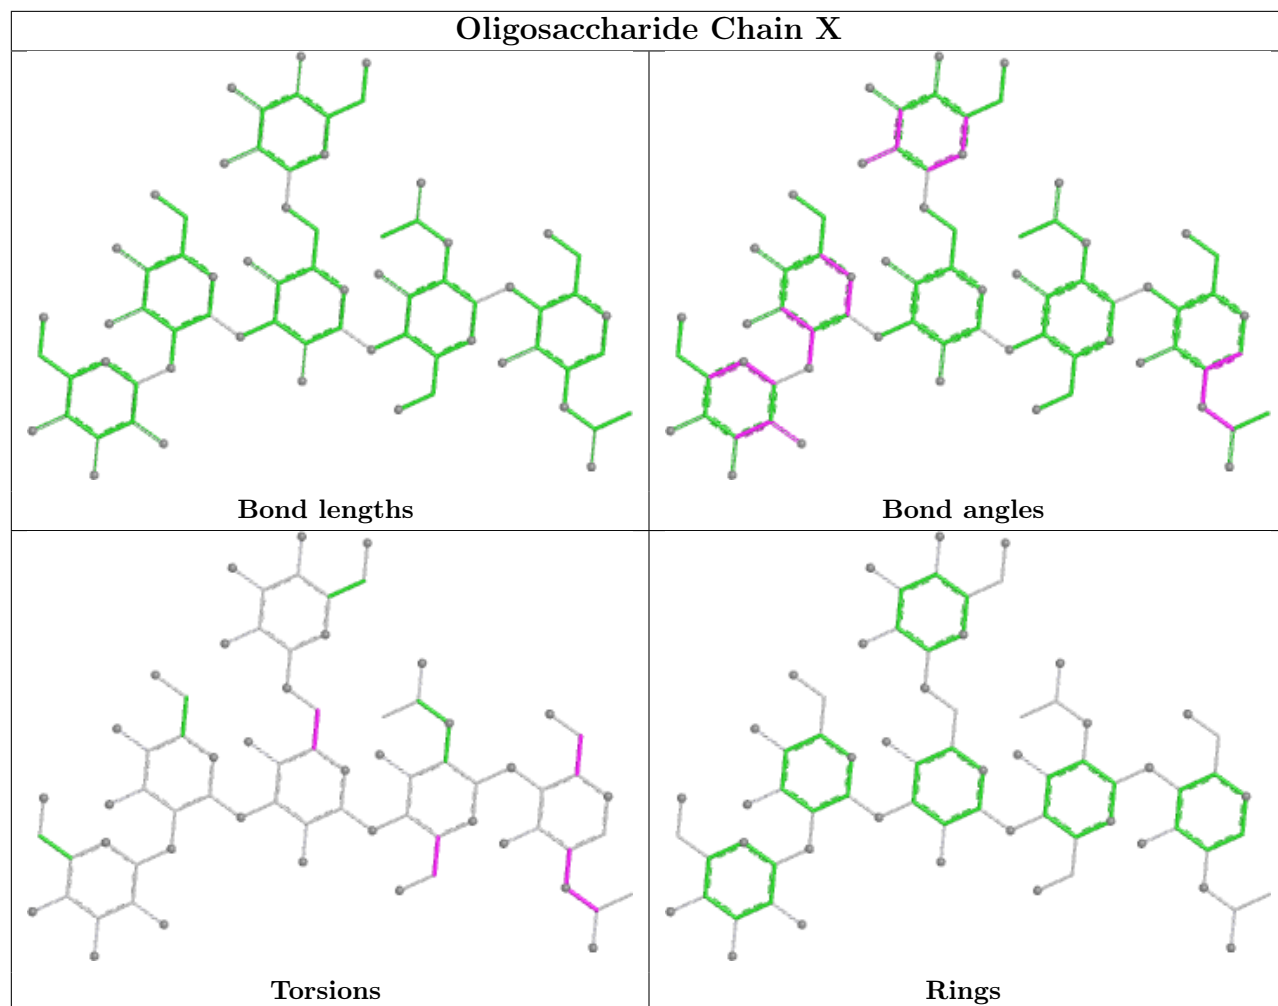 Oligosaccharide Chain X
Bond lengths
Bond angles
Torsions
Rings